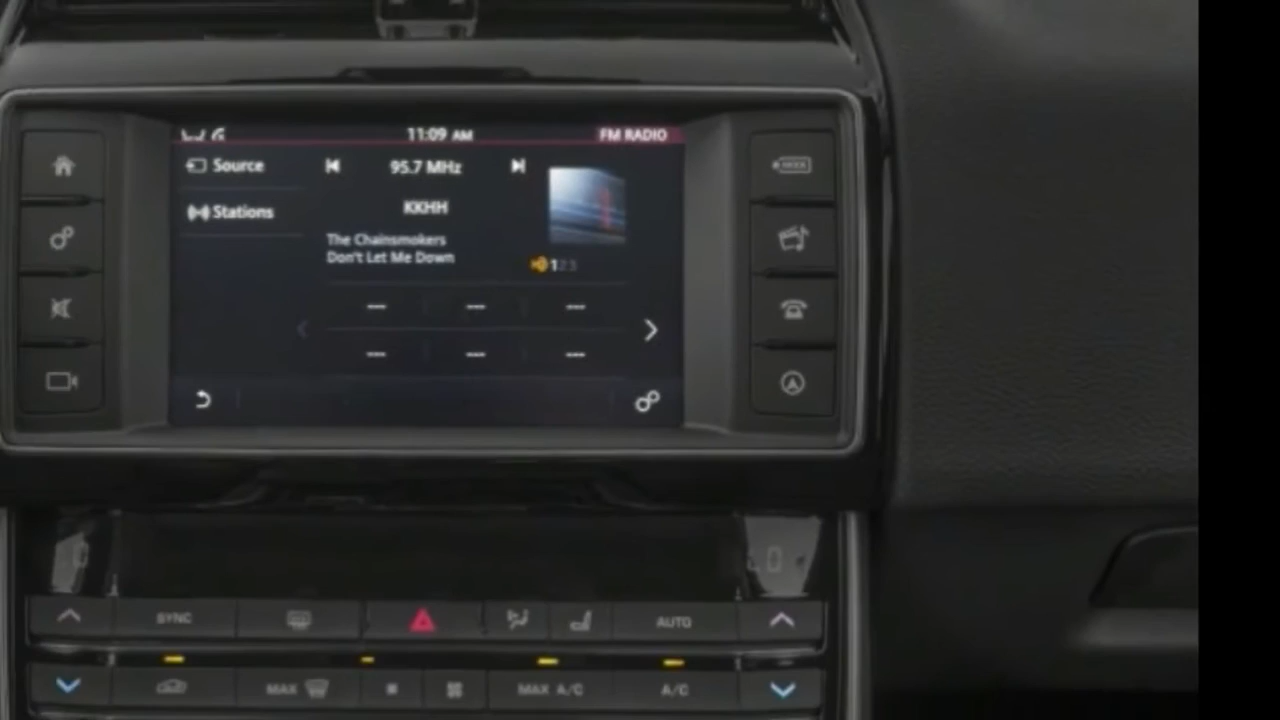 11:09 AM
FM RADIO
Source
95.7 MHz
Stations
KKHH
The Chainsmokers
Don't Let Me Down
123
--- --- ---
--- --- ---
SYNC
AUTO
MAX
MAX A/C
A/C